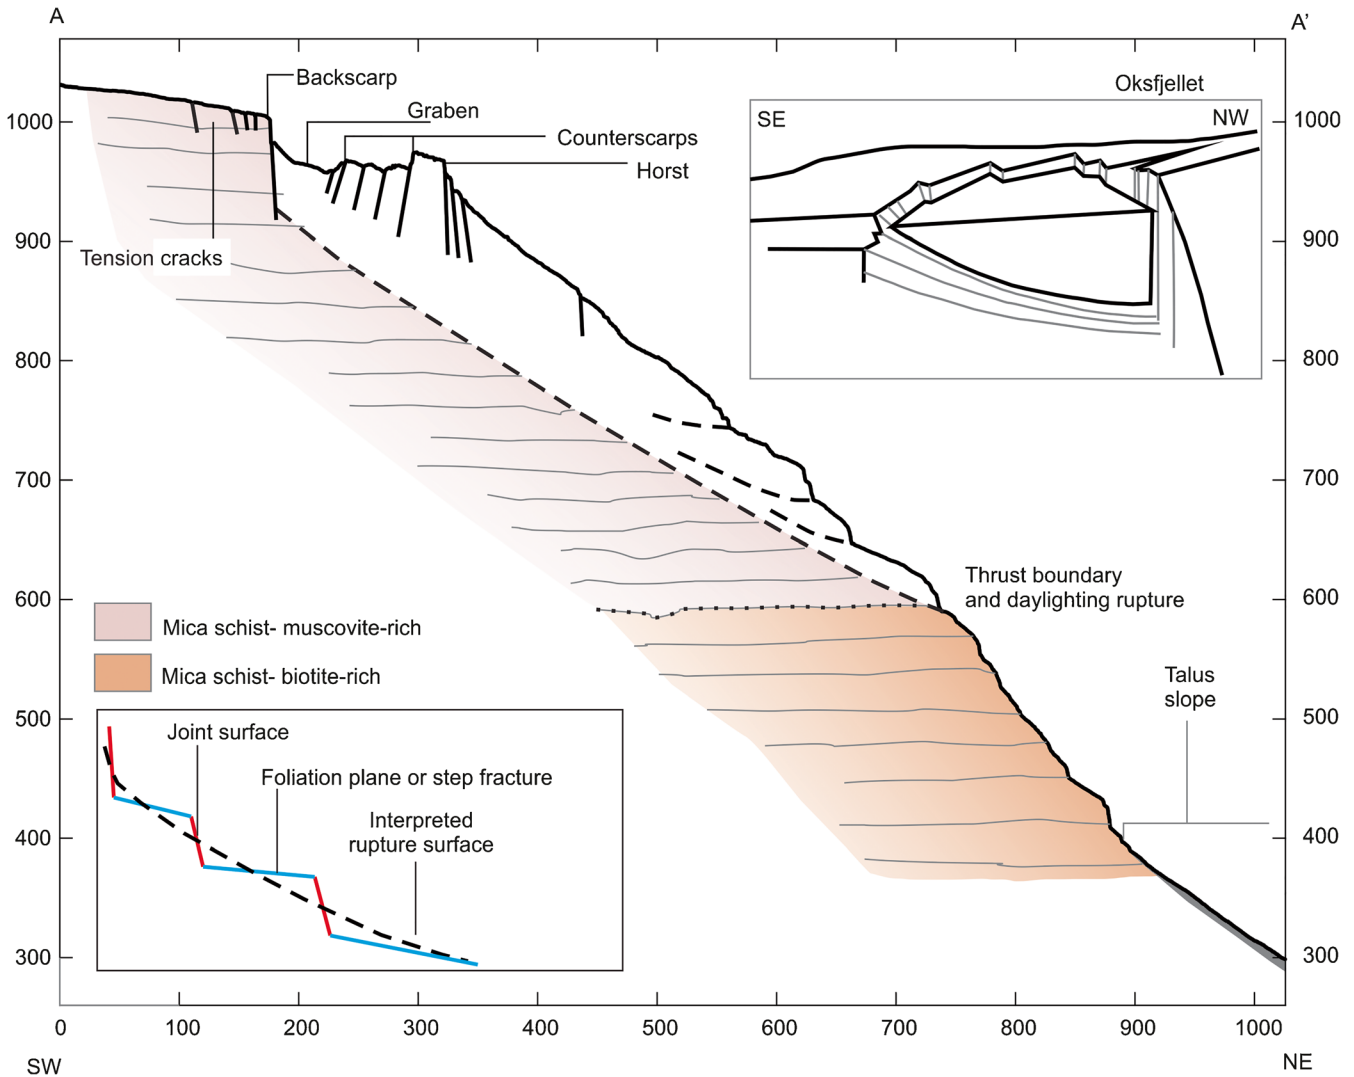 A
A'
Backscarp
Graben
Counterscarps
Horst
Oksfjellet
SE
NW
Tension cracks
1000
900
800
700
600
500
400
300
1000
900
800
700
600
500
400
300
Thrust boundary
and daylighting rupture
Mica schist- muscovite-rich
Mica schist- biotite-rich
Talus
slope
Joint surface
Foliation plane or step fracture
Interpreted
rupture surface
0 100 200 300 400 500 600 700 800 900 1000
SW
NE